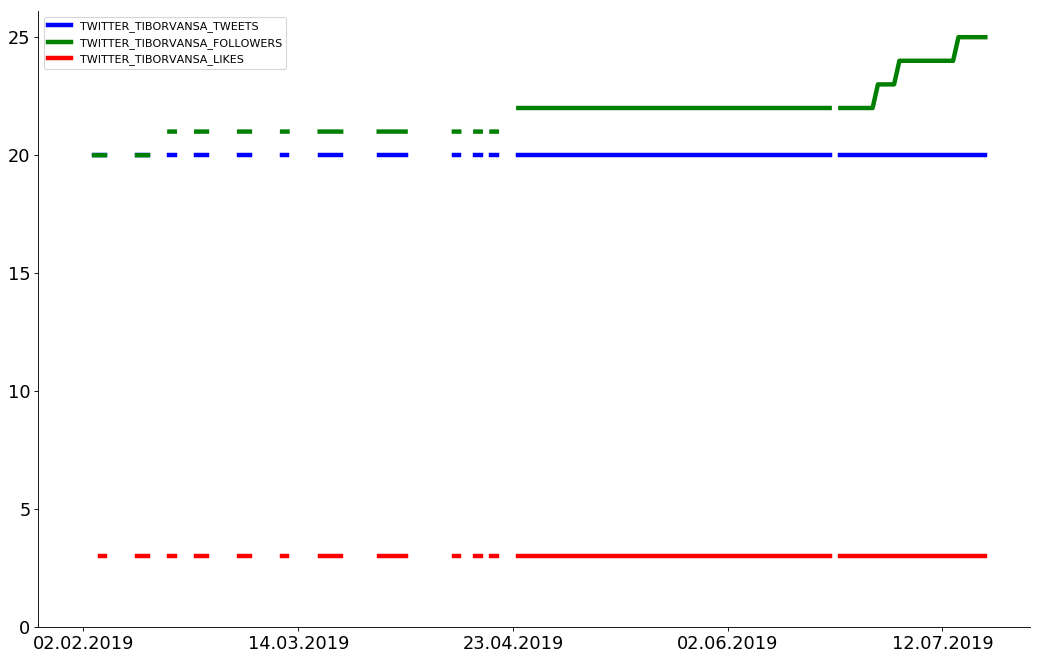 TWITTER_TIBORVANSA_TWEETS
TWITTER_TIBORVANSA_FOLLOWERS
TWITTER_TIBORVANSA_LIKES
25
20
15
10
5
0
02.02.2019 14.03.2019 23.04.2019 02.06.2019 12.07.2019